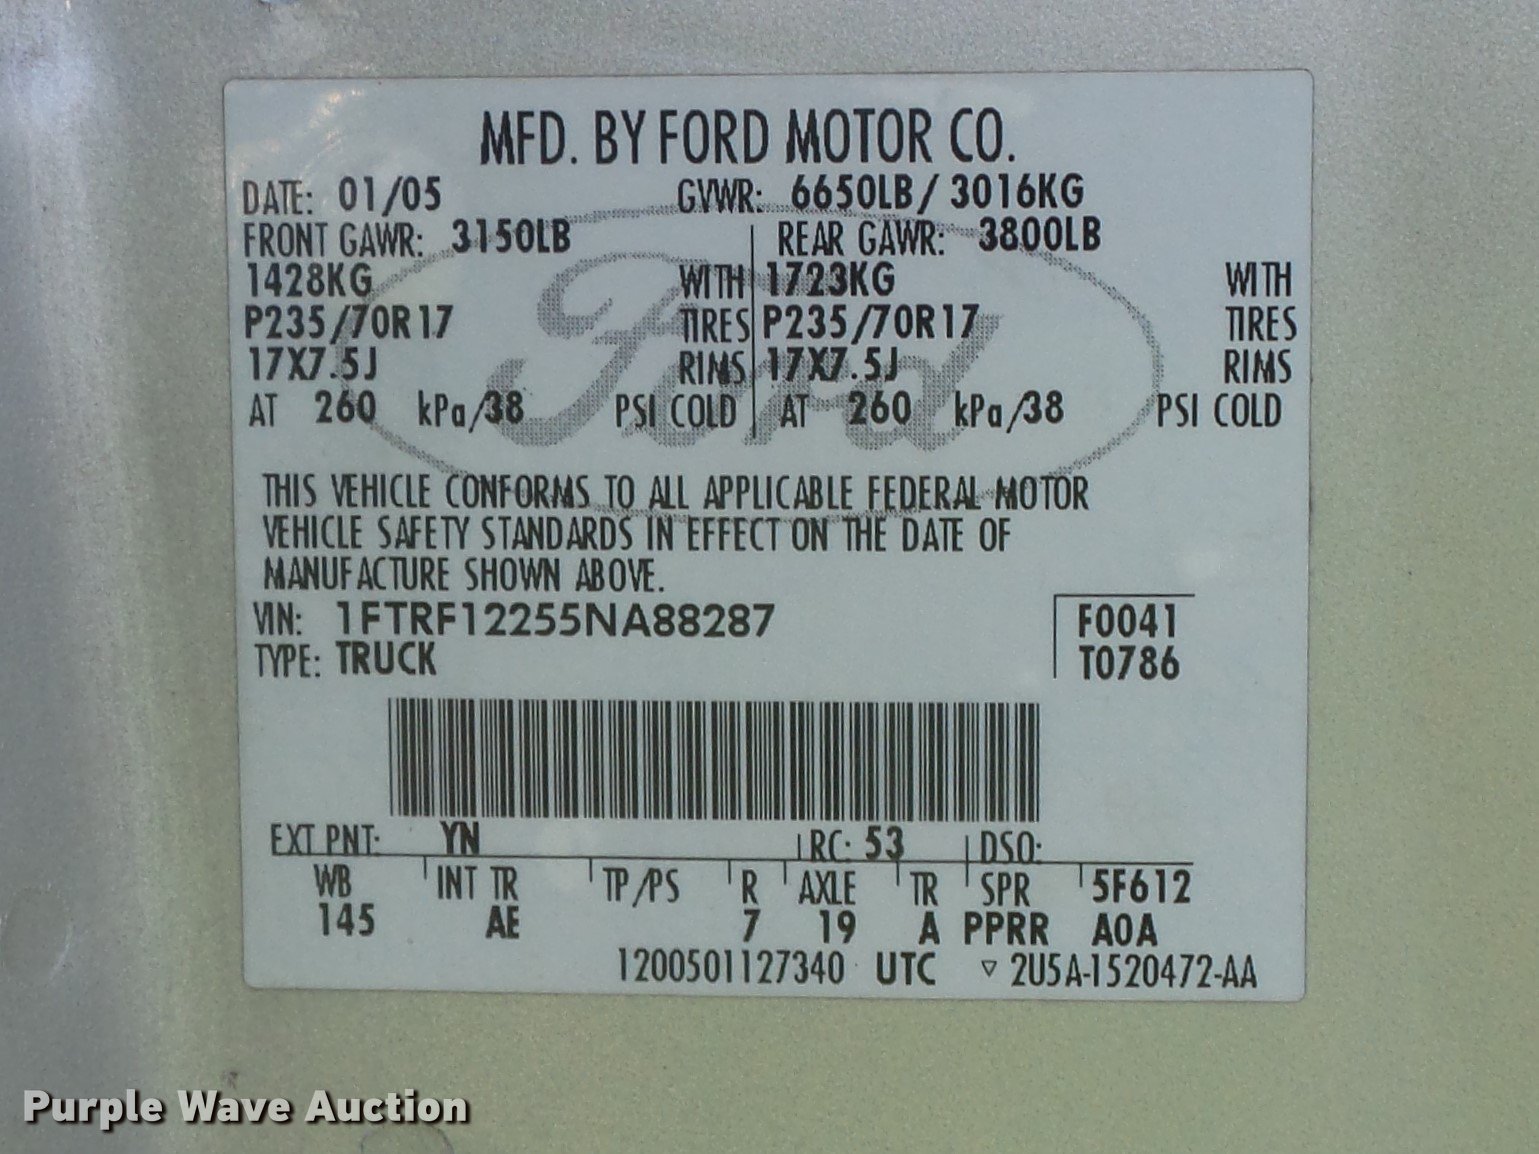 MFD. BY FORD MOTOR CO.
DATE: 01/05 GVWR: 6650LB/ 3016KG
FRONT GAWR: 3150LB REAR GAWR: 3800LB
1428KG WITH 1723KG WITH
P235/70R17 TIRES P235/70R17 TIRES
17X7.5J RIMS 17X7.5J RIMS
AT 260 kPa/38 PSI COLD AT 260 kPa/38 PSI COLD
Ford
THIS VEHICLE CONFORMS TO ALL APPLICABLE FEDERAL MOTOR
VEHICLE SAFETY STANDARDS IN EFFECT ON THE DATE OF
MANUFACTURE SHOWN ABOVE.
VIN: 1FTRF12255NA88287 F0041
TYPE: TRUCK T0786
EXT PNT: YN RC: 53 DSO:
WB INT TR TP/PS R AXLE TR SPR 5F612
145 AE 7 19 A PPRR A0A
1200501127340 UTC ▽ 2U5A-1520472-AA
Purple Wave Auction